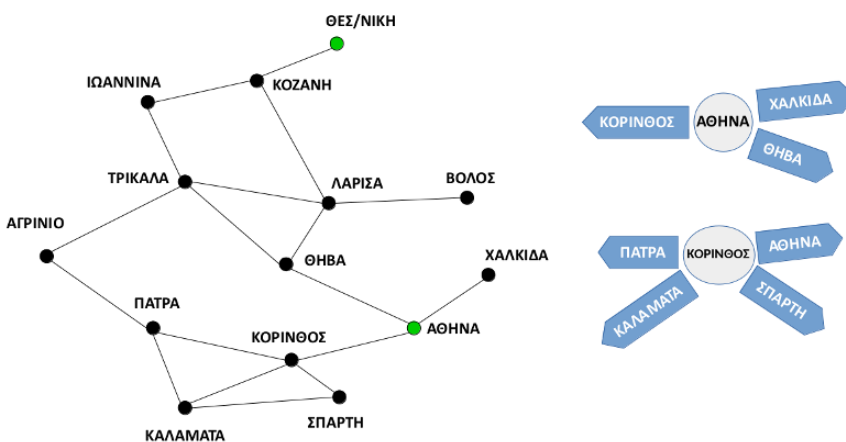 ΘΕΣ/ΝΙΚΗ
ΙΩΑΝΝΙΝΑ
ΚΟΖΑΝΗ
ΤΡΙΚΑΛΑ
ΛΑΡΙΣΑ
ΒΟΛΟΣ
ΑΓΡΙΝΙΟ
ΘΗΒΑ
ΧΑΛΚΙΔΑ
ΠΑΤΡΑ
ΚΟΡΙΝΘΟΣ
ΑΘΗΝΑ
ΣΠΑΡΤΗ
ΚΑΛΑΜΑΤΑ
ΚΟΡΙΝΘΟΣ
ΑΘΗΝΑ
ΧΑΛΚΙΔΑ
ΘΗΒΑ
ΠΑΤΡΑ
ΚΟΡΙΝΘΟΣ
ΑΘΗΝΑ
ΚΑΛΑΜΑΤΑ
ΣΠΑΡΤΗ